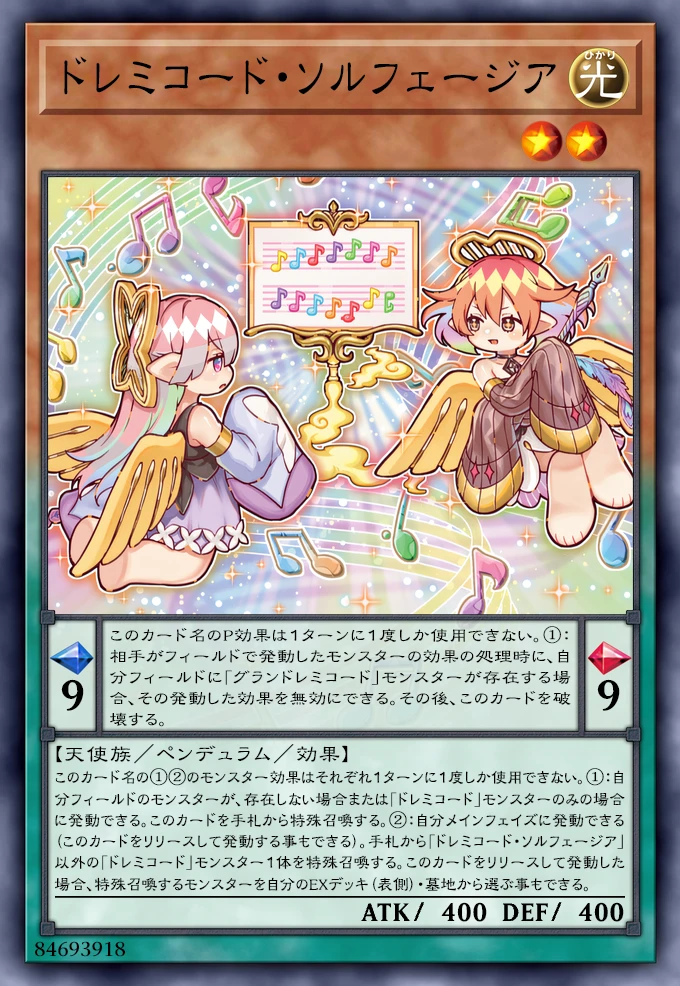 ドレミコード・ソルフェージア
ひかり
光
9
このカード名のP効果は1ターンに1度しか使用できない。①:
相手がフィールドで発動したモンスターの効果の処理時に、自
分フィールドに「グランドレミコード」モンスターが存在する場
合、その発動した効果を無効にできる。その後、このカードを破
壊する。
9
【天使族／ペンデュラム／効果】
このカード名の①②のモンスター効果はそれぞれ1ターンに1度しか使用できない。①:自
分フィールドのモンスターが、存在しない場合または「ドレミコード」モンスターのみの場合
に発動できる。このカードを手札から特殊召喚する。②:自分メインフェイズに発動できる
(このカードをリリースして発動する事もできる)。手札から「ドレミコード・ソルフェージア」
以外の「ドレミコード」モンスター1体を特殊召喚する。このカードをリリースして発動した
場合、特殊召喚するモンスターを自分のEXデッキ(表側)・墓地から選ぶ事もできる。
ATK/ 400 DEF/ 400
84693918